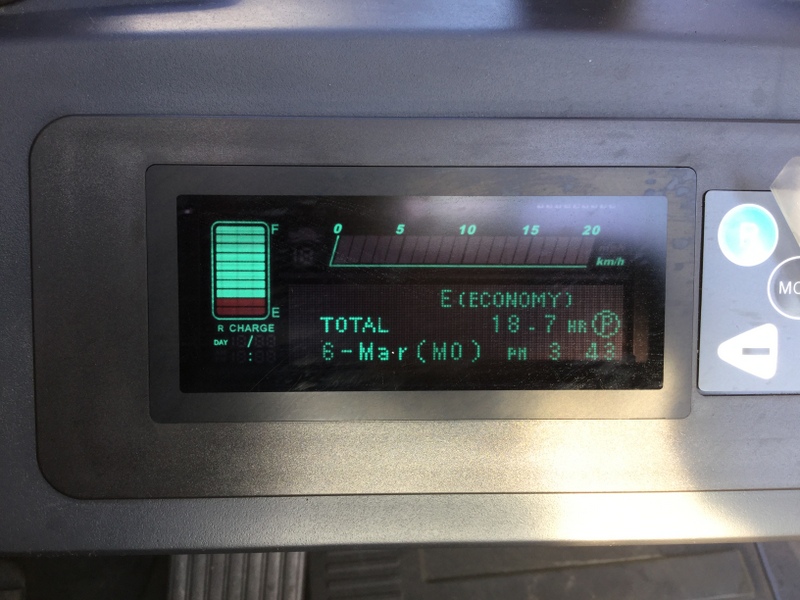 F
0 5 10 15 20
km/h
E
R CHARGE
DAY /
:
E(ECONOMY)
TOTAL 18.7 HR P
6-Mar(MO) PM 3 43
MO